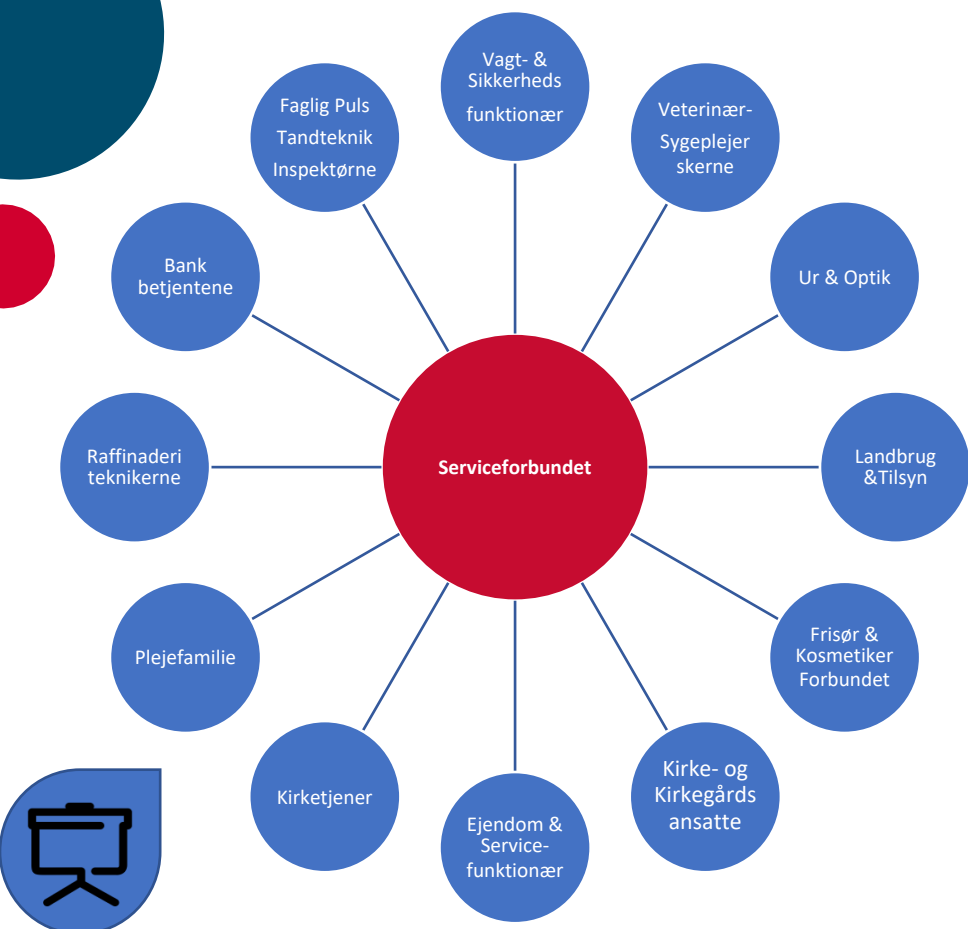 Vagt- &
Sikkerheds
funktionær
Veterinær-
Sygeplejer
skerne
Ur & Optik
Landbrug
&Tilsyn
Frisør &
Kosmetiker
Forbundet
Kirke- og
Kirkegårds
ansatte
Ejendom &
Service-
funktionær
Kirketjener
Plejefamilie
Raffinaderi
teknikerne
Bank
betjentene
Faglig Puls
Tandteknik
Inspektørne
Serviceforbundet